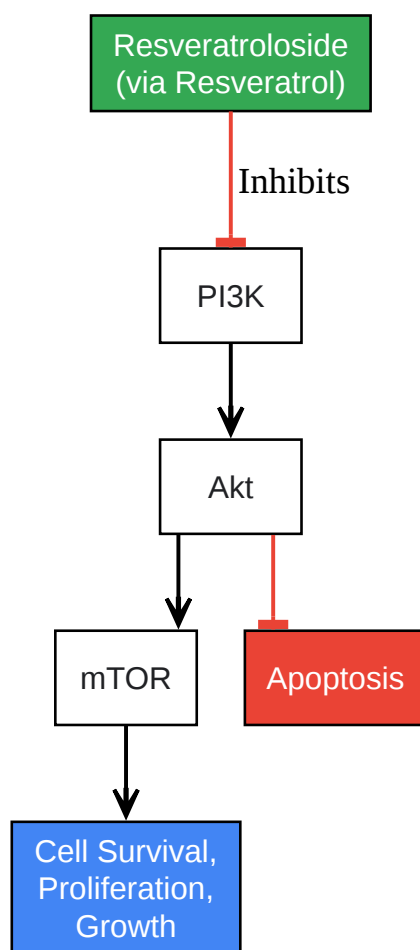 Resveratroloside
(via Resveratrol)
Inhibits
PI3K
Akt
mTOR
Apoptosis
Cell Survival,
Proliferation,
Growth